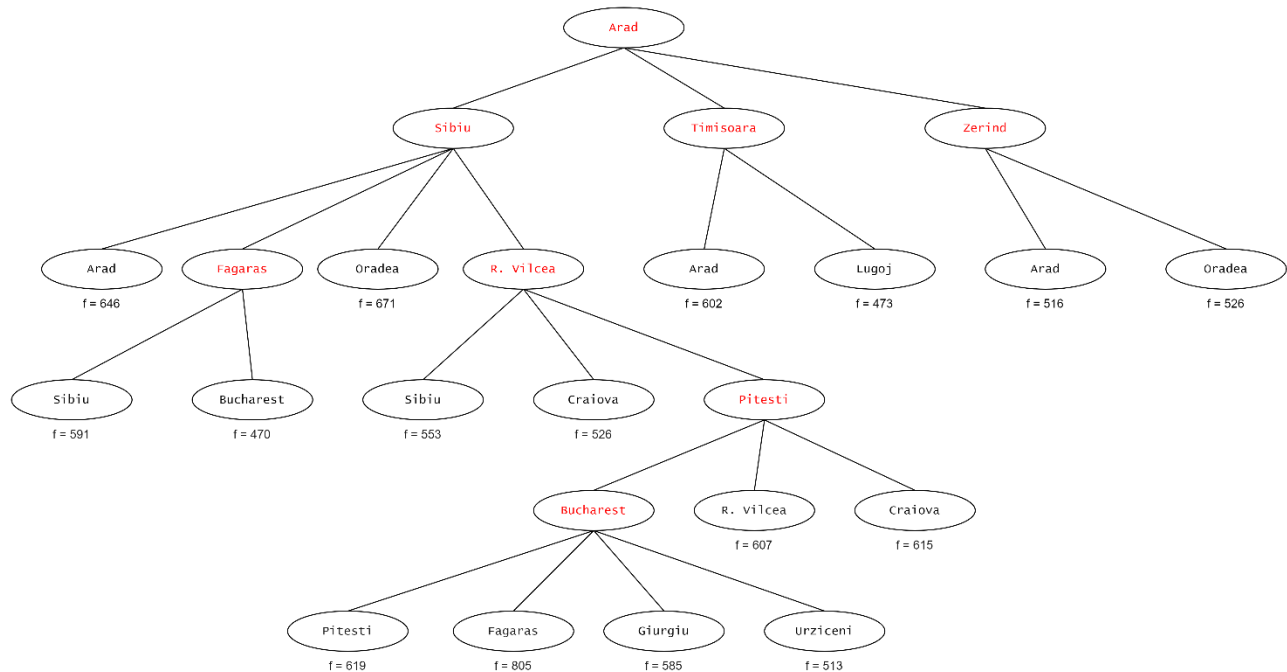 Arad
Sibiu Timisoara Zerind
Arad Fagaras Oradea R. Vilcea Arad Lugoj Arad Oradea
f = 646 f = 671 f = 602 f = 473 f = 516 f = 526
Sibiu Bucharest Sibiu Craiova Pitesti
f = 591 f = 470 f = 553 f = 526
Bucharest R. Vilcea Craiova
f = 607 f = 615
Pitesti Fagaras Giurgiu Urziceni
f = 619 f = 805 f = 585 f = 513